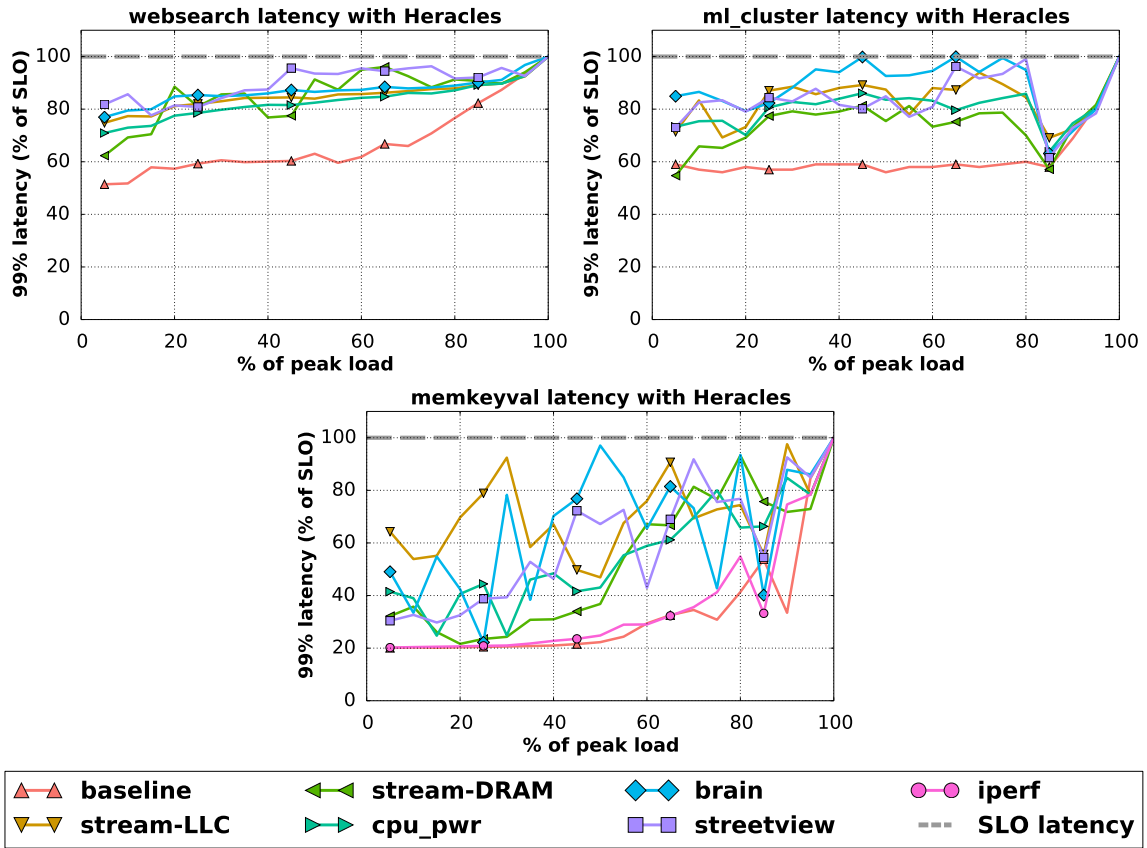 websearch latency with Heracles
99% latency (% of SLO)
100
80
60
40
20
0
0 20 40 60 80 100
% of peak load
ml_cluster latency with Heracles
95% latency (% of SLO)
100
80
60
40
20
0
0 20 40 60 80 100
% of peak load
memkeyval latency with Heracles
99% latency (% of SLO)
100
80
60
40
20
0
0 20 40 60 80 100
% of peak load
baseline stream-DRAM brain iperf
stream-LLC cpu_pwr streetview SLO latency